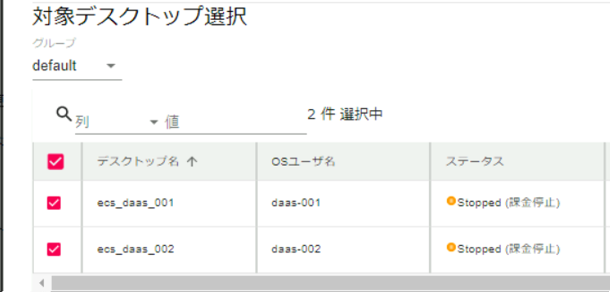 対象デスクトップ選択
グループ
default
列 値 2 件 選択中
デスクトップ名 ↑ OSユーザ名 ステータス
ecs_daas_001 daas-001 Stopped (課金停止)
ecs_daas_002 daas-002 Stopped (課金停止)